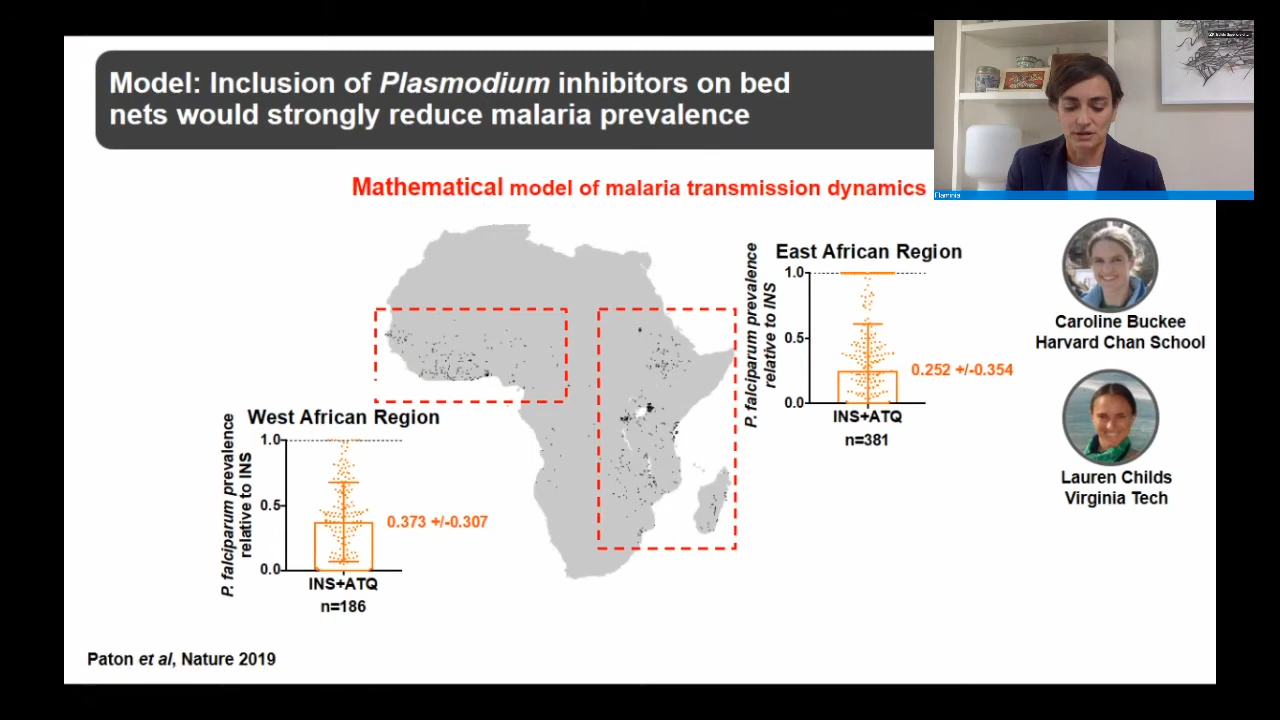 Model: Inclusion of Plasmodium inhibitors on bed
nets would strongly reduce malaria prevalence
Flaminia
Mathematical model of malaria transmission dynamics
East African Region
P. falciparum prevalence
relative to INS
1.0
0.5
0.0
0.252 +/-0.354
INS+ATQ
n=381
Caroline Buckee
Harvard Chan School
Lauren Childs
Virginia Tech
West African Region
P. falciparum prevalence
relative to INS
1.0
0.5
0.0
0.373 +/-0.307
INS+ATQ
n=186
Paton et al, Nature 2019